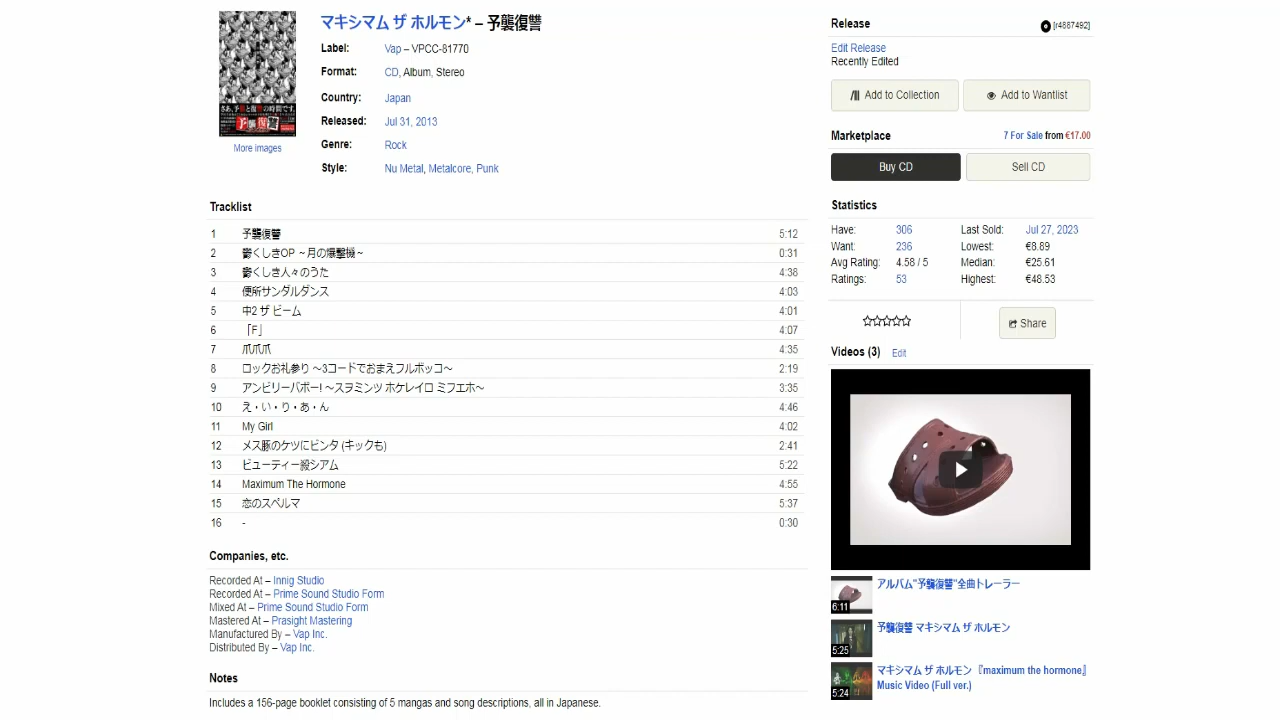 マキシマム ザ ホルモン* – 予襲復讐
Label: Vap – VPCC-81770
Format: CD, Album, Stereo
Country: Japan
Released: Jul 31, 2013
Genre: Rock
Style: Nu Metal, Metalcore, Punk
さあ、予襲と復讐の時間です。
予襲復讐
More images
Tracklist
1 予襲復讐 5:12
2 鬱くしきOP ～月の爆撃機～ 0:31
3 鬱くしき人々のうた 4:38
4 便所サンダルダンス 4:03
5 中2 ザ ビーム 4:01
6 「F」 4:07
7 爪爪爪 4:35
8 ロックお礼参り ～3コードでおまえフルボッコ～ 2:19
9 アンビリーバボー! ～スヲミンツ ホケレイロ ミフエホ～ 3:35
10 え・い・り・あ・ん 4:46
11 My Girl 4:02
12 メス豚のケツにビンタ (キックも) 2:41
13 ビューティー殺シアム 5:22
14 Maximum The Hormone 4:55
15 恋のスペルマ 5:37
16 - 0:30
Companies, etc.
Recorded At – Innig Studio
Recorded At – Prime Sound Studio Form
Mixed At – Prime Sound Studio Form
Mastered At – Prasight Mastering
Manufactured By – Vap Inc.
Distributed By – Vap Inc.
Notes
Includes a 156-page booklet consisting of 5 mangas and song descriptions, all in Japanese.
Release [r4887492]
Edit Release
Recently Edited
Add to Collection Add to Wantlist
Marketplace 7 For Sale from €17.00
Buy CD Sell CD
Statistics
Have: 306 Last Sold: Jul 27, 2023
Want: 236 Lowest: €8.89
Avg Rating: 4.58 / 5 Median: €25.61
Ratings: 53 Highest: €48.53
Share
Videos (3) Edit
アルバム"予襲復讐"全曲トレーラー
6:11
予襲復讐 マキシマム ザ ホルモン
5:25
マキシマム ザ ホルモン 『maximum the hormone』
Music Video (Full ver.)
5:24